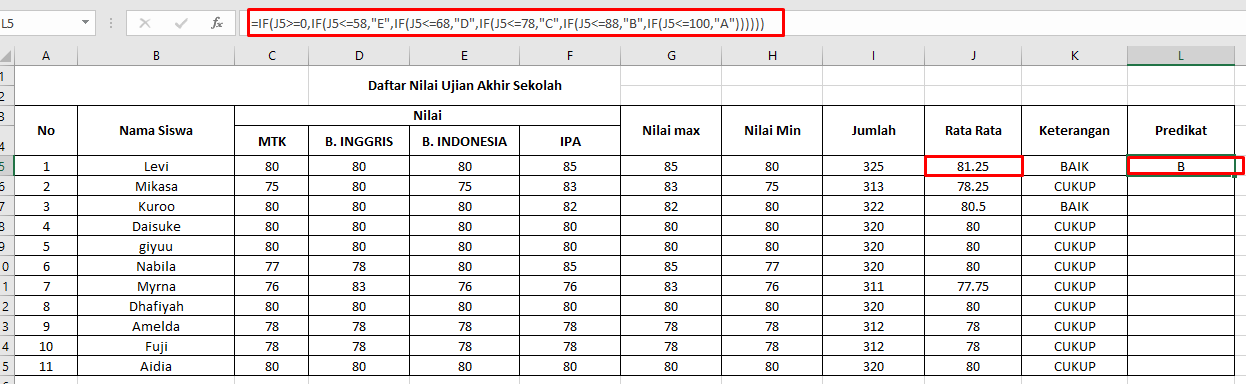 L5 fx =IF(J5>=0,IF(J5<=58,"E",IF(J5<=68,"D",IF(J5<=78,"C",IF(J5<=88,"B",IF(J5<=100,"A"))))))
A B C D E F G H I J K L
1 Daftar Nilai Ujian Akhir Sekolah
2
3 No Nama Siswa Nilai Nilai max Nilai Min Jumlah Rata Rata Keterangan Predikat
4 MTK B. INGGRIS B. INDONESIA IPA
5 1 Levi 80 80 80 85 85 80 325 81.25 BAIK B
6 2 Mikasa 75 80 75 83 83 75 313 78.25 CUKUP
7 3 Kuroo 80 80 80 82 82 80 322 80.5 BAIK
8 4 Daisuke 80 80 80 80 80 80 320 80 CUKUP
9 5 giyuu 80 80 80 80 80 80 320 80 CUKUP
0 6 Nabila 77 78 80 85 85 77 320 80 CUKUP
1 7 Myrna 76 83 76 76 83 76 311 77.75 CUKUP
2 8 Dhafiyah 80 80 80 80 80 80 320 80 CUKUP
3 9 Amelda 78 78 78 78 78 78 312 78 CUKUP
4 10 Fuji 78 78 78 78 78 78 312 78 CUKUP
5 11 Aidia 80 80 80 80 80 80 320 80 CUKUP